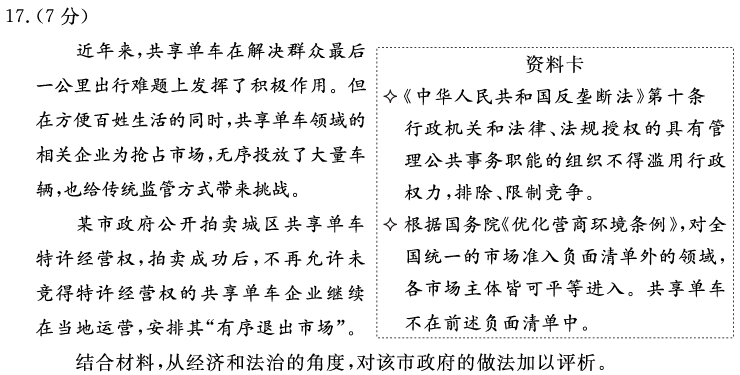 17.(7分)
近年来,共享单车在解决群众最后
一公里出行难题上发挥了积极作用。但
在方便百姓生活的同时,共享单车领域的
相关企业为抢占市场,无序投放了大量车
辆,也给传统监管方式带来挑战。
某市政府公开拍卖城区共享单车
特许经营权,拍卖成功后,不再允许未
竞得特许经营权的共享单车企业继续
在当地运营,安排其“有序退出市场”。
资料卡
✧《中华人民共和国反垄断法》第十条
行政机关和法律、法规授权的具有管
理公共事务职能的组织不得滥用行政
权力,排除、限制竞争。
✧根据国务院《优化营商环境条例》,对全
国统一的市场准入负面清单外的领域,
各市场主体皆可平等进入。共享单车
不在前述负面清单中。
结合材料,从经济和法治的角度,对该市政府的做法加以评析。